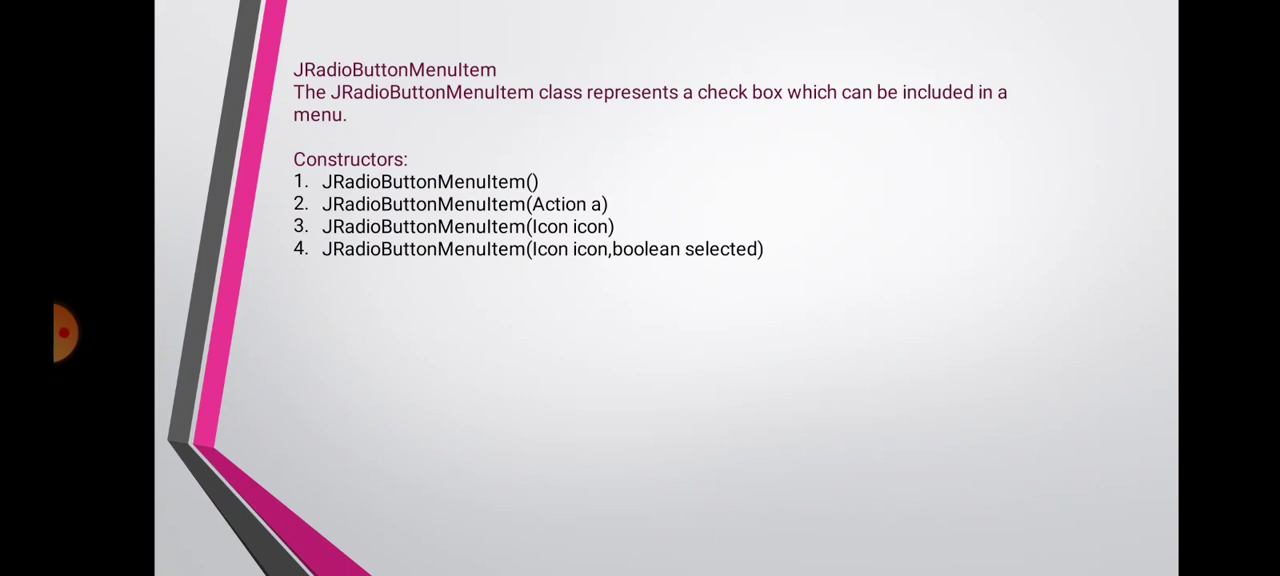 JRadioButtonMenuItem
The JRadioButtonMenuItem class represents a check box which can be included in a
menu.
Constructors:
1. JRadioButtonMenuItem()
2. JRadioButtonMenuItem(Action a)
3. JRadioButtonMenuItem(Icon icon)
4. JRadioButtonMenuItem(Icon icon,boolean selected)